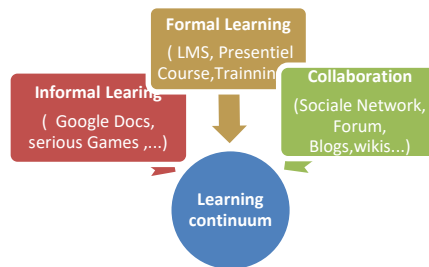 Formal Learning
( LMS, Presentiel
Course,Trainnin
Informal Learing
( Google Docs,
serious Games ,...)
Collaboration
(Sociale Network,
Forum,
Blogs,wikis...)
Learning
continuum